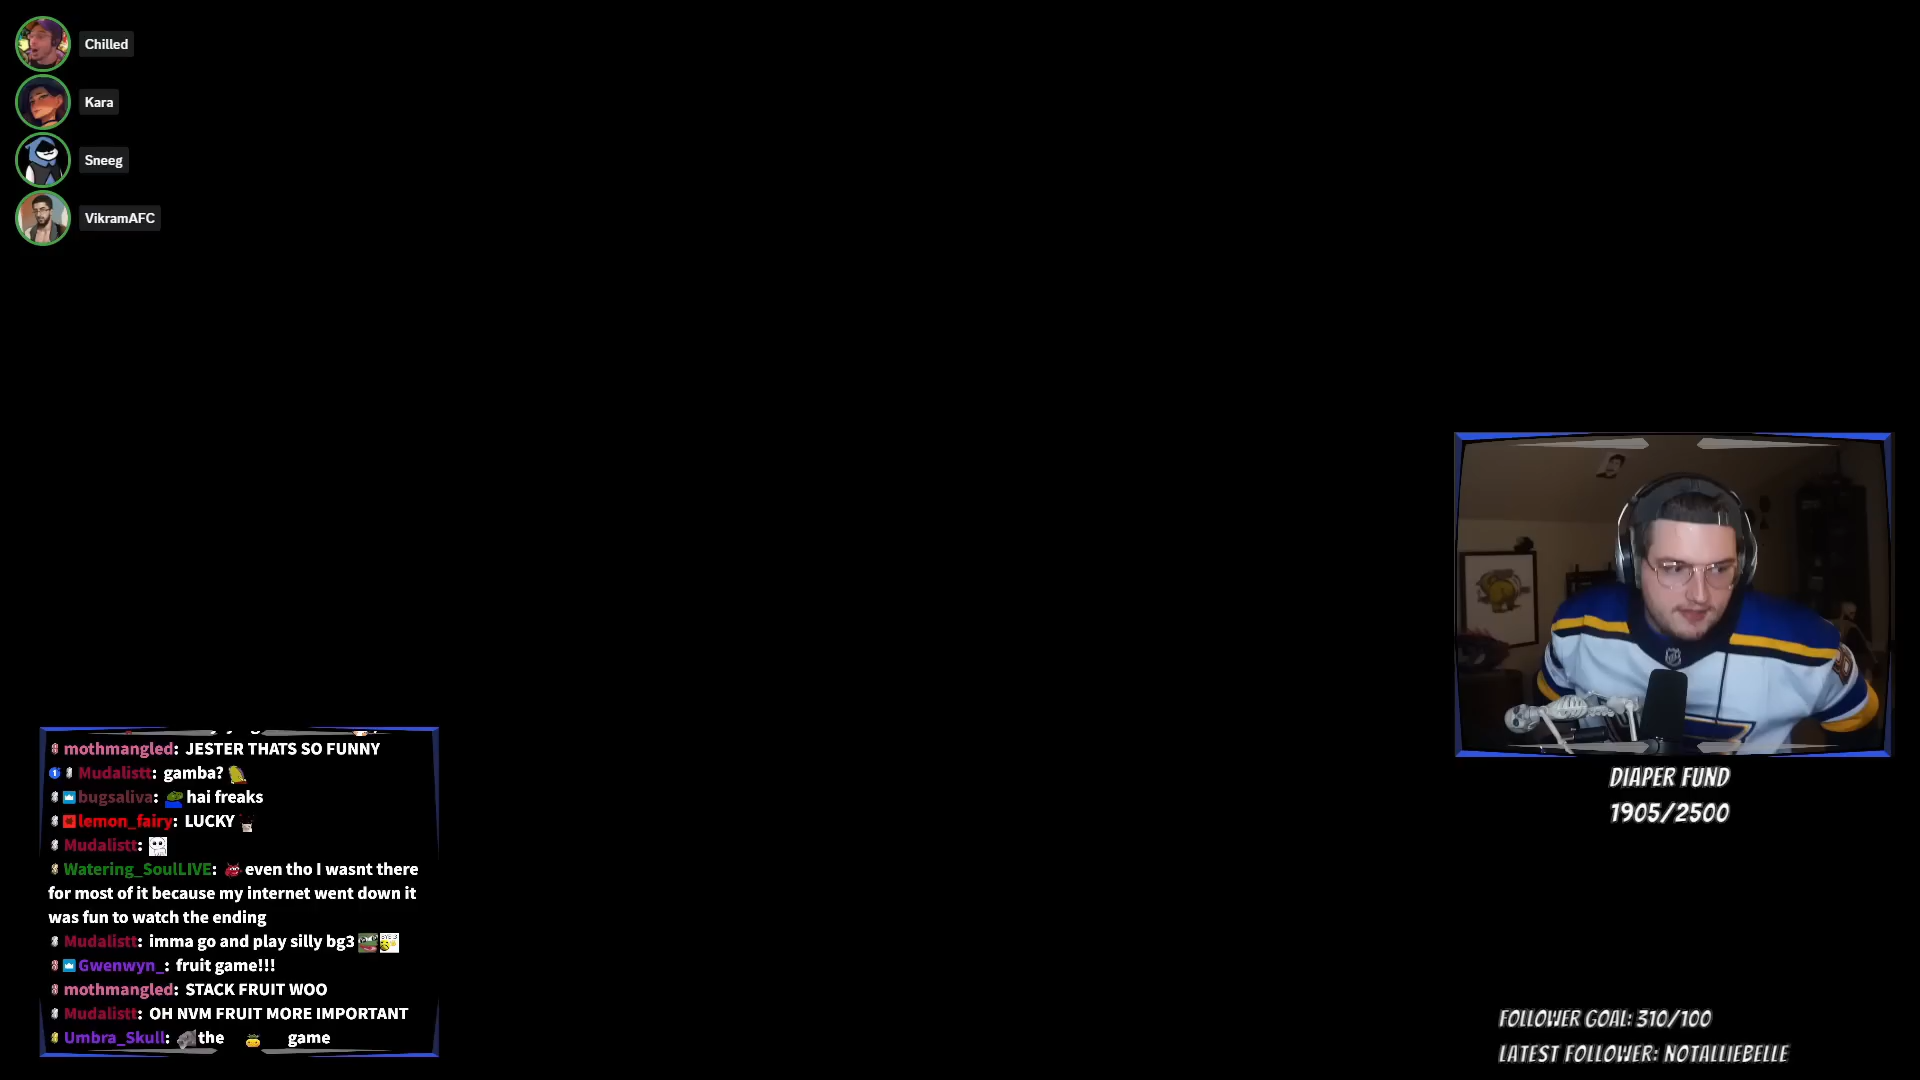 Chilled
Kara
Sneeg
VikramAFC
mothmangled: JESTER THATS SO FUNNY
Mudalistt: gamba?
bugsaliva: hai freaks
lemon_fairy: LUCKY
Mudalistt:
Watering_SoulLIVE: even tho I wasnt there
for most of it because my internet went down it
was fun to watch the ending
Mudalistt: imma go and play silly bg3
Gwenwyn_: fruit game!!!
mothmangled: STACK FRUIT WOO
Mudalistt: OH NVM FRUIT MORE IMPORTANT
Umbra_Skull: the game
DIAPER FUND
1905/2500
FOLLOWER GOAL: 310/100
LATEST FOLLOWER: NOTALLIEBELLE